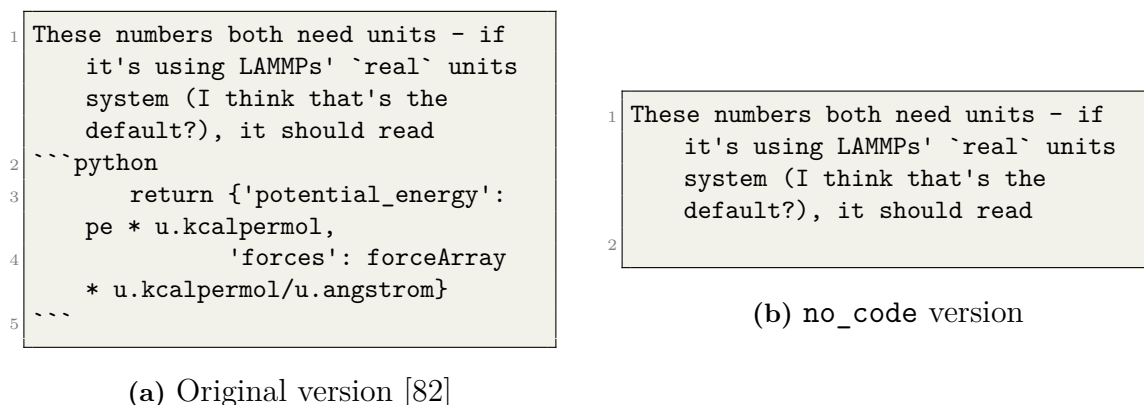 1 These numbers both need units - if
it's using LAMMPs' `real` units
system (I think that's the
default?), it should read
2 ```python
3 return {'potential_energy':
pe * u.kcalpermol,
4 'forces': forceArray
* u.kcalpermol/u.angstrom}
5 ```
(a) Original version [82]
1 These numbers both need units - if
it's using LAMMPs' `real` units
system (I think that's the
default?), it should read
2
(b) no_code version